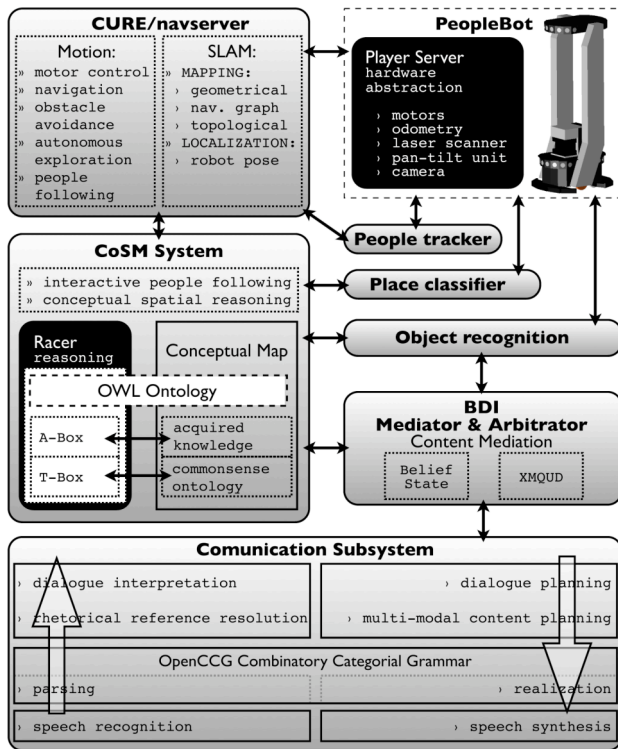 CURE/navserver
Motion:
» motor control
» navigation
» obstacle
avoidance
» autonomous
exploration
» people
following
SLAM:
» MAPPING:
› geometrical
› nav. graph
› topological
» LOCALIZATION:
› robot pose
PeopleBot
Player Server
hardware
abstraction
› motors
› odometry
› laser scanner
› pan-tilt unit
› camera
People tracker
CoSM System
» interactive people following
» conceptual spatial reasoning
Place classifier
Object recognition
Racer
reasoning
Conceptual Map
OWL Ontology
A-Box
acquired
knowledge
T-Box
commonsense
ontology
BDI
Mediator & Arbitrator
Content Mediation
Belief
State
XMQUD
Comunication Subsystem
› dialogue interpretation
› rhetorical reference resolution
› dialogue planning
› multi-modal content planning
OpenCCG Combinatory Categorial Grammar
› parsing
› realization
› speech recognition
› speech synthesis